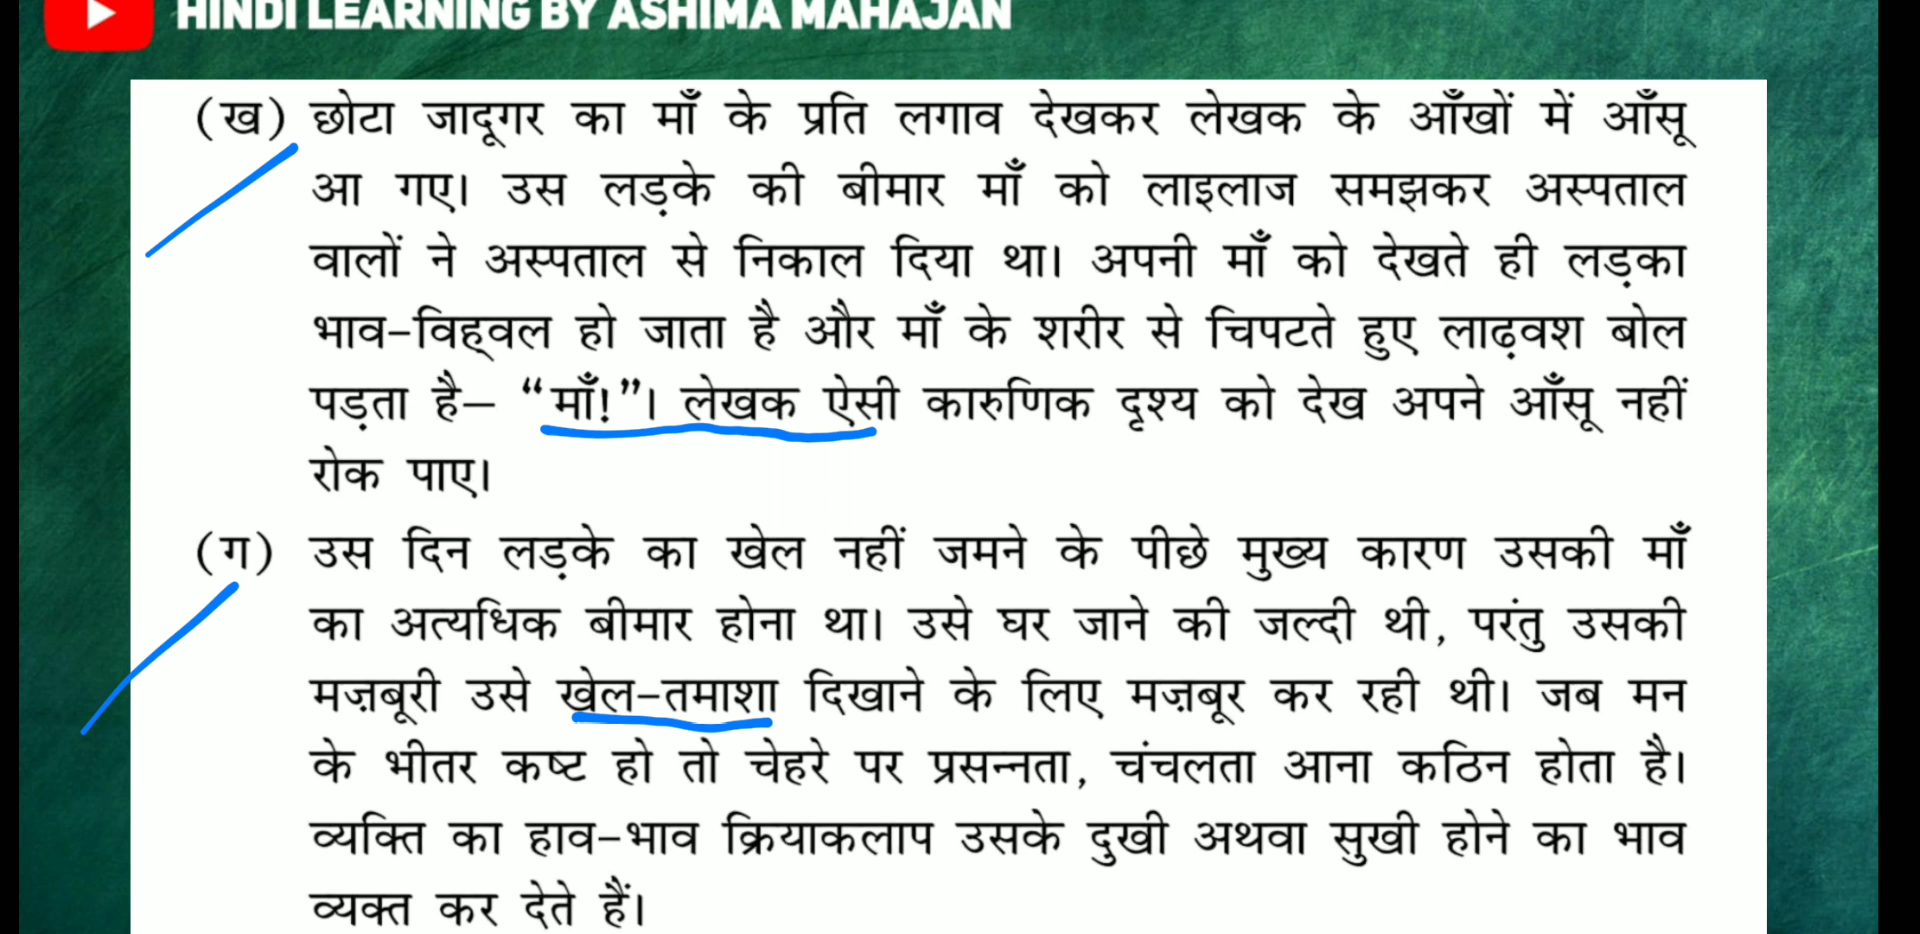 HINDI LEARNING BY ASHIMA MAHAJAN
(ख) छोटा जादूगर का माँ के प्रति लगाव देखकर लेखक के आँखों में आँसू
आ गए। उस लड़के की बीमार माँ को लाइलाज समझकर अस्पताल
वालों ने अस्पताल से निकाल दिया था। अपनी माँ को देखते ही लड़का
भाव-विह्वल हो जाता है और माँ के शरीर से चिपटते हुए लाढ़वश बोल
पड़ता है– “माँ!”। लेखक ऐसी कारुणिक दृश्य को देख अपने आँसू नहीं
रोक पाए।
(ग) उस दिन लड़के का खेल नहीं जमने के पीछे मुख्य कारण उसकी माँ
का अत्यधिक बीमार होना था। उसे घर जाने की जल्दी थी, परंतु उसकी
मज़बूरी उसे खेल-तमाशा दिखाने के लिए मज़बूर कर रही थी। जब मन
के भीतर कष्ट हो तो चेहरे पर प्रसन्नता, चंचलता आना कठिन होता है।
व्यक्ति का हाव-भाव क्रियाकलाप उसके दुखी अथवा सुखी होने का भाव
व्यक्त कर देते हैं।